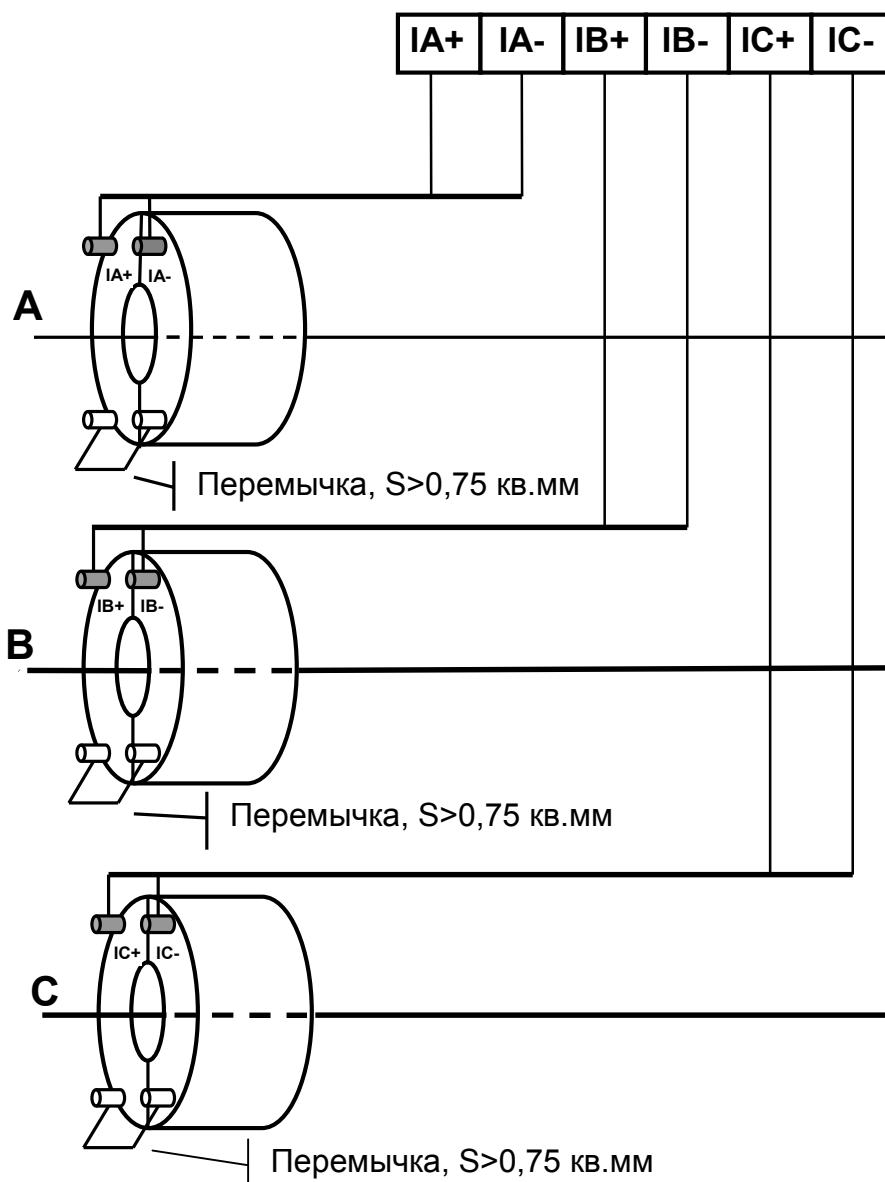 IA+ IA- IB+ IB- IC+ IC-
IA+ IA-
A
Перемычка, S>0,75 кв.мм
IB+ IB-
B
Перемычка, S>0,75 кв.мм
IC+ IC-
C
Перемычка, S>0,75 кв.мм